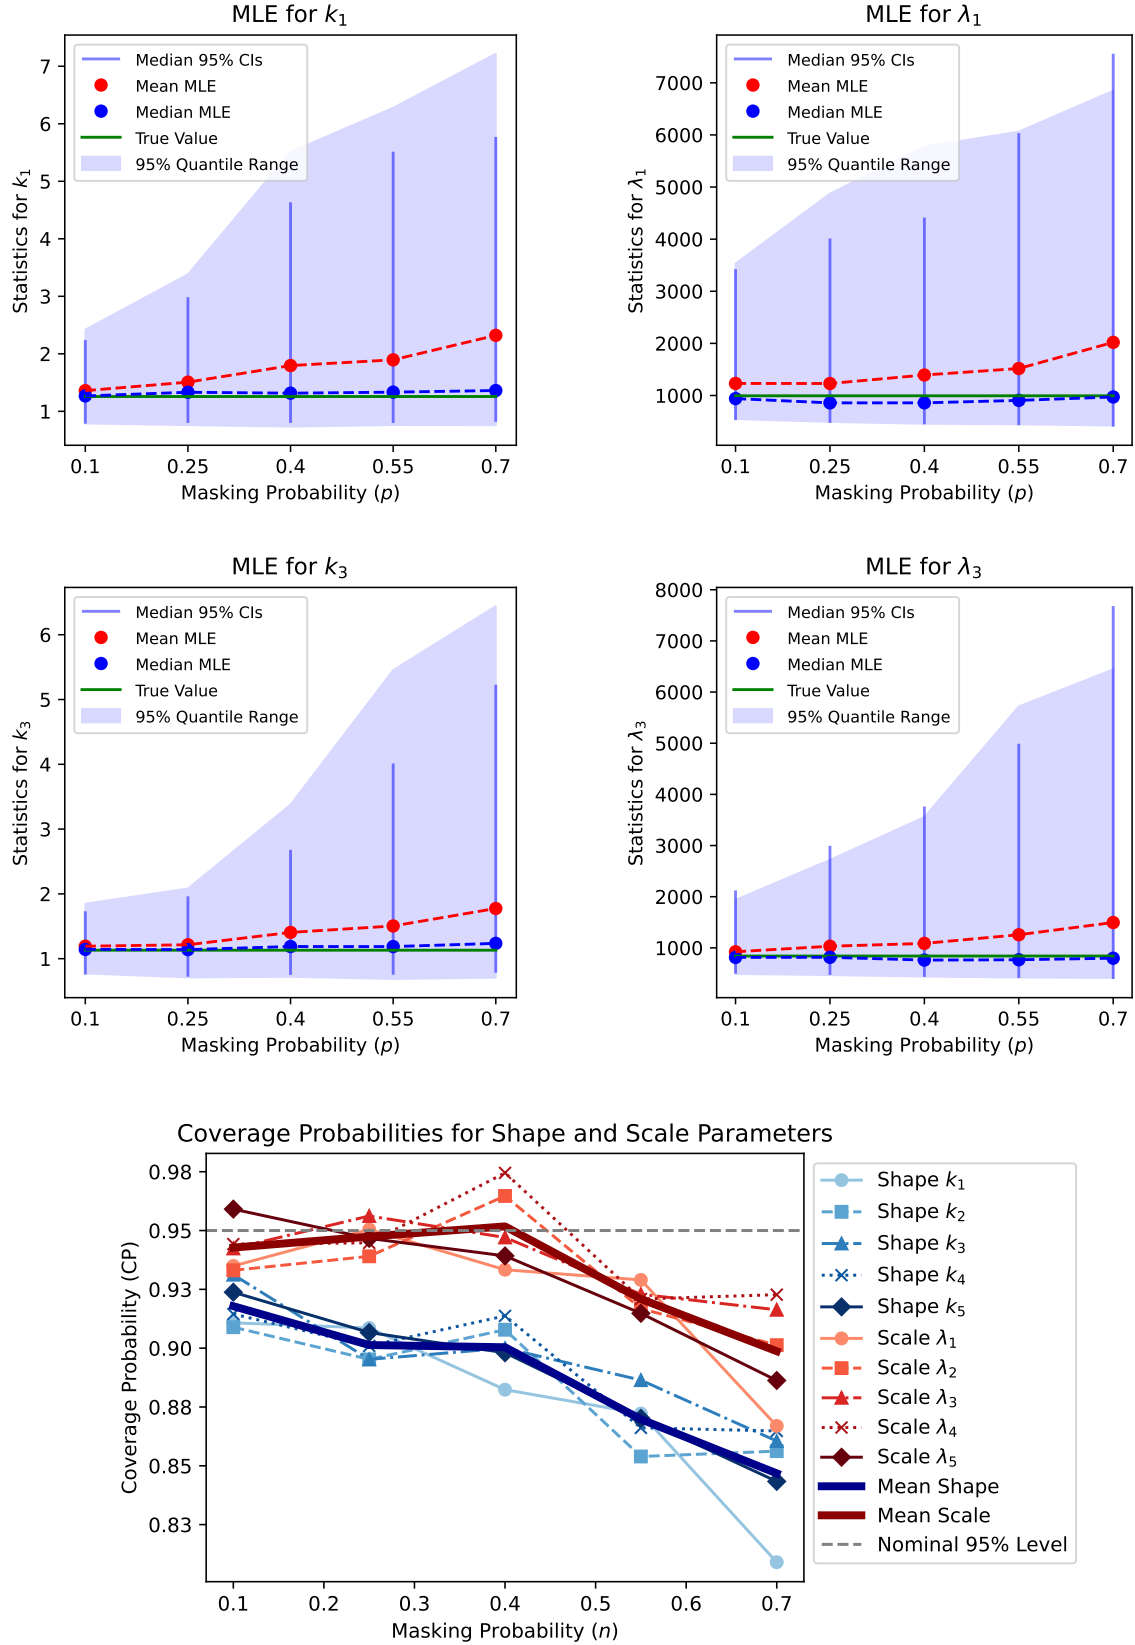 MLE for k₁
Statistics for k₁
7
6
5
4
3
2
1
Median 95% CIs
Mean MLE
Median MLE
True Value
95% Quantile Range
0.1 0.25 0.4 0.55 0.7
Masking Probability (p)
MLE for λ₁
Statistics for λ₁
7000
6000
5000
4000
3000
2000
1000
Median 95% CIs
Mean MLE
Median MLE
True Value
95% Quantile Range
0.1 0.25 0.4 0.55 0.7
Masking Probability (p)
MLE for k₃
Statistics for k₃
6
5
4
3
2
1
Median 95% CIs
Mean MLE
Median MLE
True Value
95% Quantile Range
0.1 0.25 0.4 0.55 0.7
Masking Probability (p)
MLE for λ₃
Statistics for λ₃
8000
7000
6000
5000
4000
3000
2000
1000
Median 95% CIs
Mean MLE
Median MLE
True Value
95% Quantile Range
0.1 0.25 0.4 0.55 0.7
Masking Probability (p)
Coverage Probabilities for Shape and Scale Parameters
Coverage Probability (CP)
0.98
0.95
0.93
0.90
0.88
0.85
0.83
0.1 0.2 0.3 0.4 0.5 0.6 0.7
Masking Probability (n)
Shape k₁
Shape k₂
Shape k₃
Shape k₄
Shape k₅
Scale λ₁
Scale λ₂
Scale λ₃
Scale λ₄
Scale λ₅
Mean Shape
Mean Scale
Nominal 95% Level